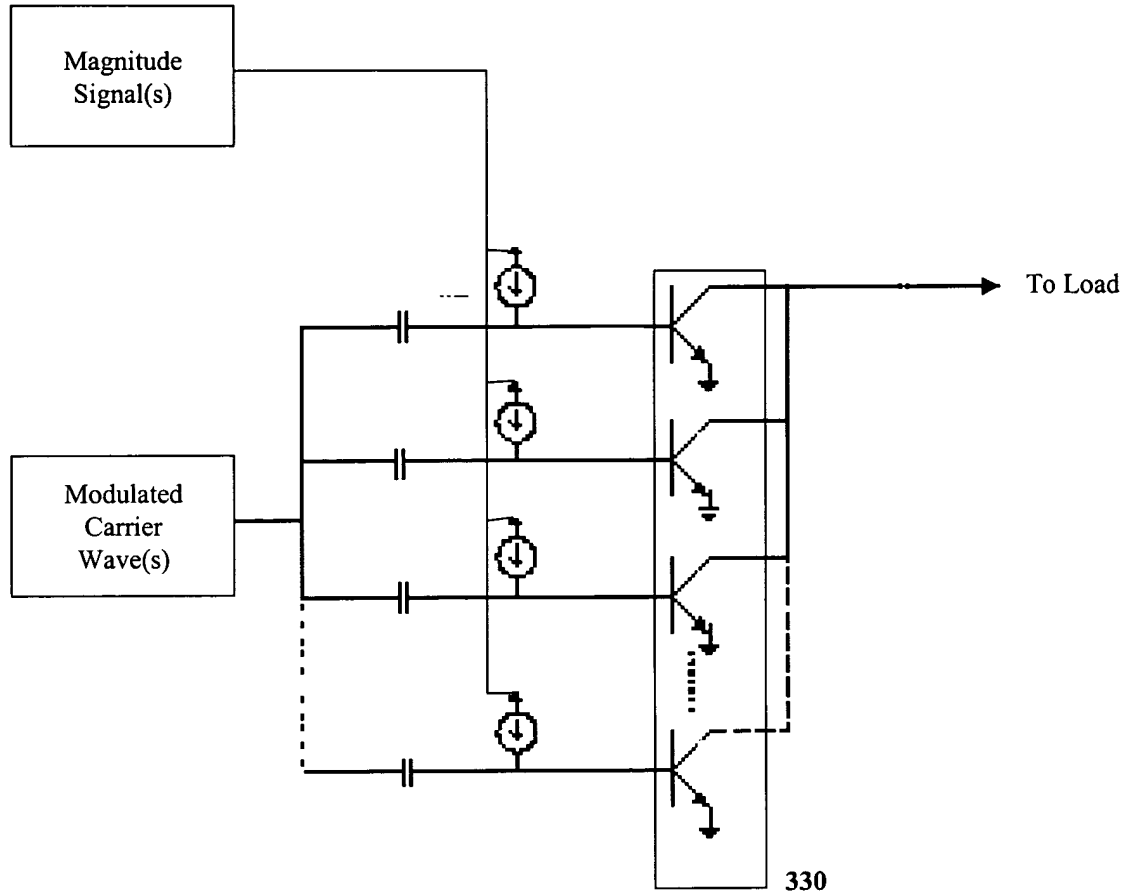 Magnitude
Signal(s)
To Load
Modulated
Carrier
Wave(s)
330